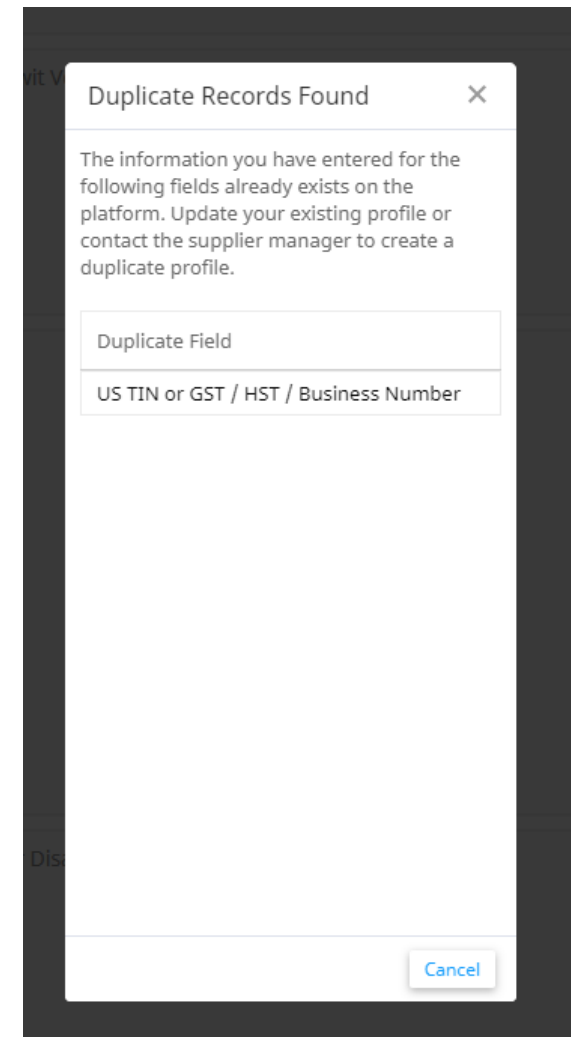 Duplicate Records Found
The information you have entered for the
following fields already exists on the
platform. Update your existing profile or
contact the supplier manager to create a
duplicate profile.
Duplicate Field
US TIN or GST / HST / Business Number
Cancel